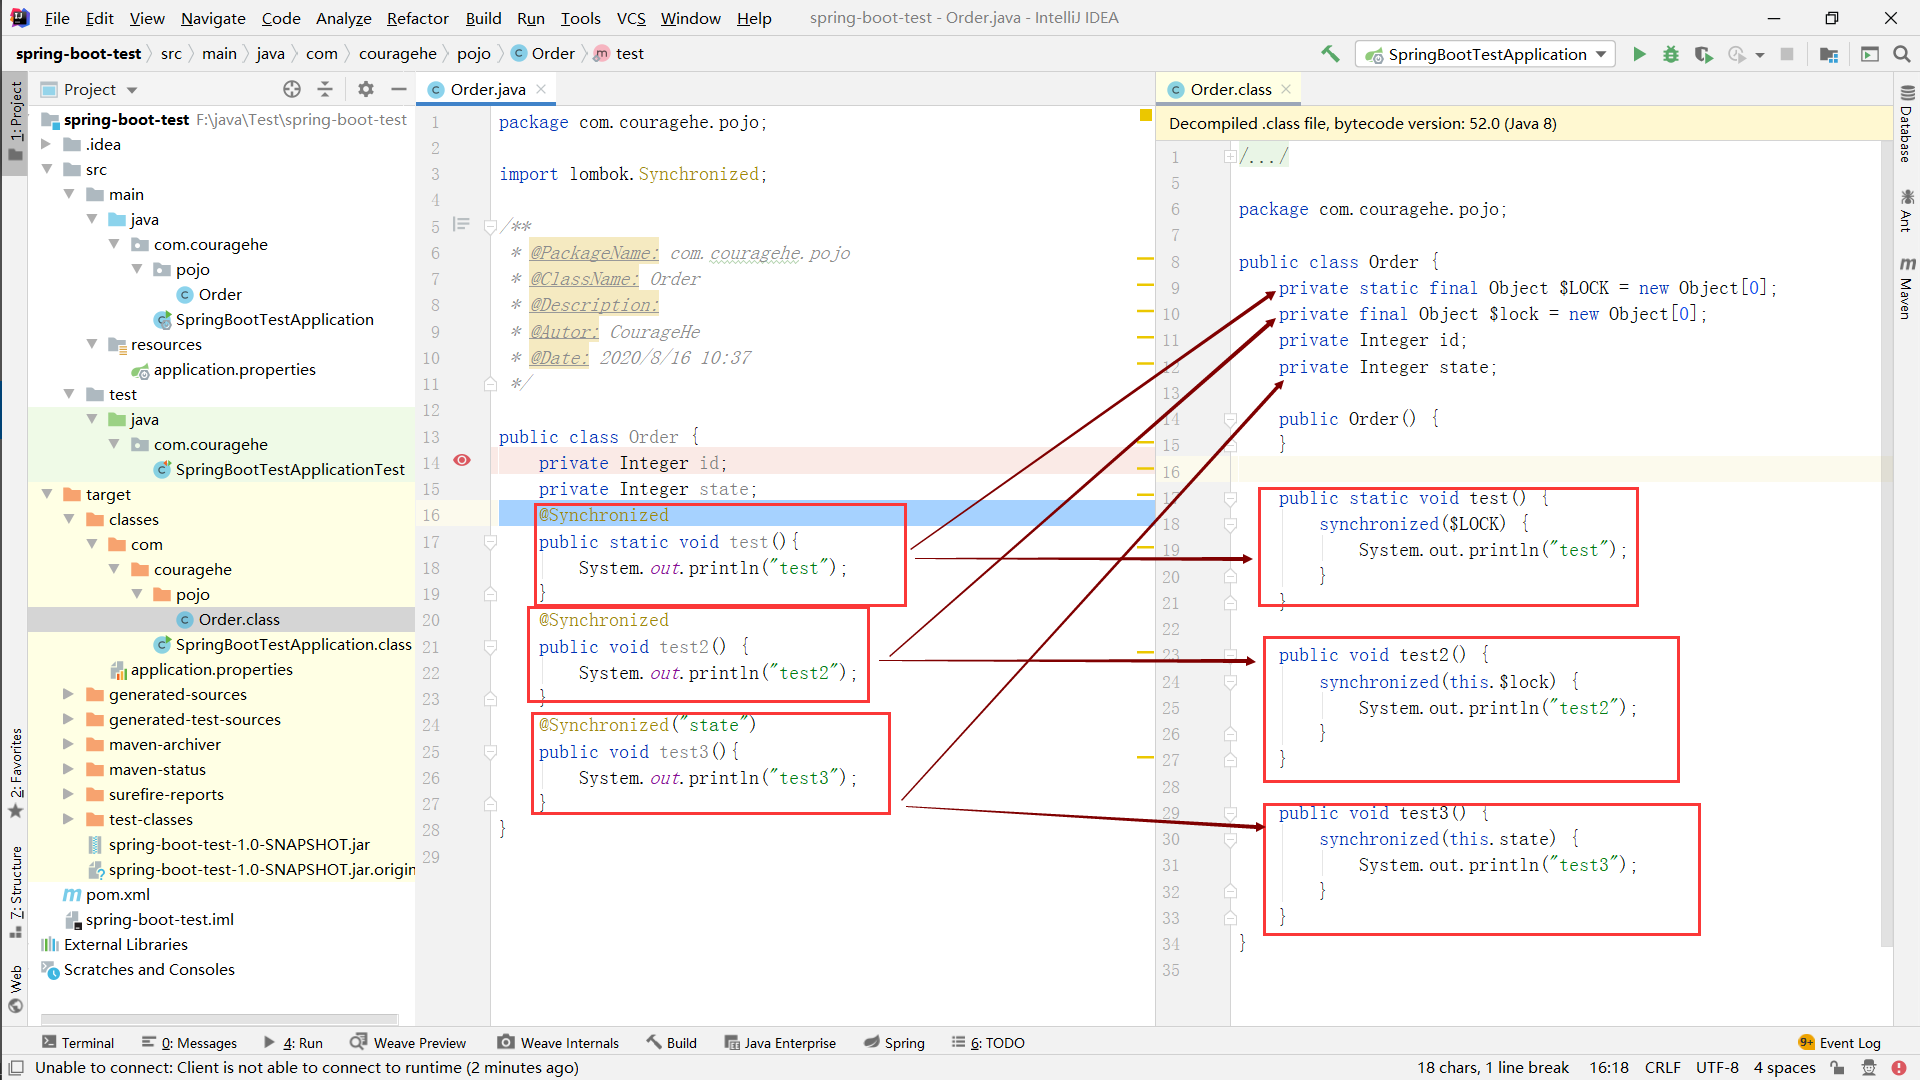 File Edit View Navigate Code Analyze Refactor Build Run Tools VCS Window Help spring-boot-test - Order.java - IntelliJ IDEA
spring-boot-test src main java com couragehe pojo Order test SpringBootTestApplication
1: Project
2: Favorites
7: Structure
Web
Project
spring-boot-test F:\java\Test\spring-boot-test
.idea
src
main
java
com.couragehe
pojo
Order
SpringBootTestApplication
resources
application.properties
test
java
com.couragehe
SpringBootTestApplicationTest
target
classes
com
couragehe
pojo
Order.class
SpringBootTestApplication.class
application.properties
generated-sources
generated-test-sources
maven-archiver
maven-status
surefire-reports
test-classes
spring-boot-test-1.0-SNAPSHOT.jar
spring-boot-test-1.0-SNAPSHOT.jar.origin
pom.xml
spring-boot-test.iml
External Libraries
Scratches and Consoles
Order.java
1 package com.couragehe.pojo;
2
3 import lombok.Synchronized;
4
5 /**
6 * @PackageName: com.couragehe.pojo
7 * @ClassName: Order
8 * @Description:
9 * @Autor: CourageHe
10 * @Date: 2020/8/16 10:37
11 */
12
13 public class Order {
14 private Integer id;
15 private Integer state;
16 @Synchronized
17 public static void test(){
18 System.out.println("test");
19 }
20 @Synchronized
21 public void test2() {
22 System.out.println("test2");
23 }
24 @Synchronized("state")
25 public void test3(){
26 System.out.println("test3");
27 }
28 }
29
Order.class
Decompiled .class file, bytecode version: 52.0 (Java 8)
1 /.../
5
6 package com.couragehe.pojo;
7
8 public class Order {
9 private static final Object $LOCK = new Object[0];
10 private final Object $lock = new Object[0];
11 private Integer id;
12 private Integer state;
13
14 public Order() {
15 }
16
17 public static void test() {
18 synchronized($LOCK) {
19 System.out.println("test");
20 }
21 }
22
23 public void test2() {
24 synchronized(this.$lock) {
25 System.out.println("test2");
26 }
27 }
28
29 public void test3() {
30 synchronized(this.state) {
31 System.out.println("test3");
32 }
33 }
34 }
35
Database
Ant
m Maven
Terminal 0: Messages 4: Run Weave Preview Weave Internals Build Java Enterprise Spring 6: TODO 9+ Event Log
Unable to connect: Client is not able to connect to runtime (2 minutes ago) 18 chars, 1 line break 16:18 CRLF UTF-8 4 spaces